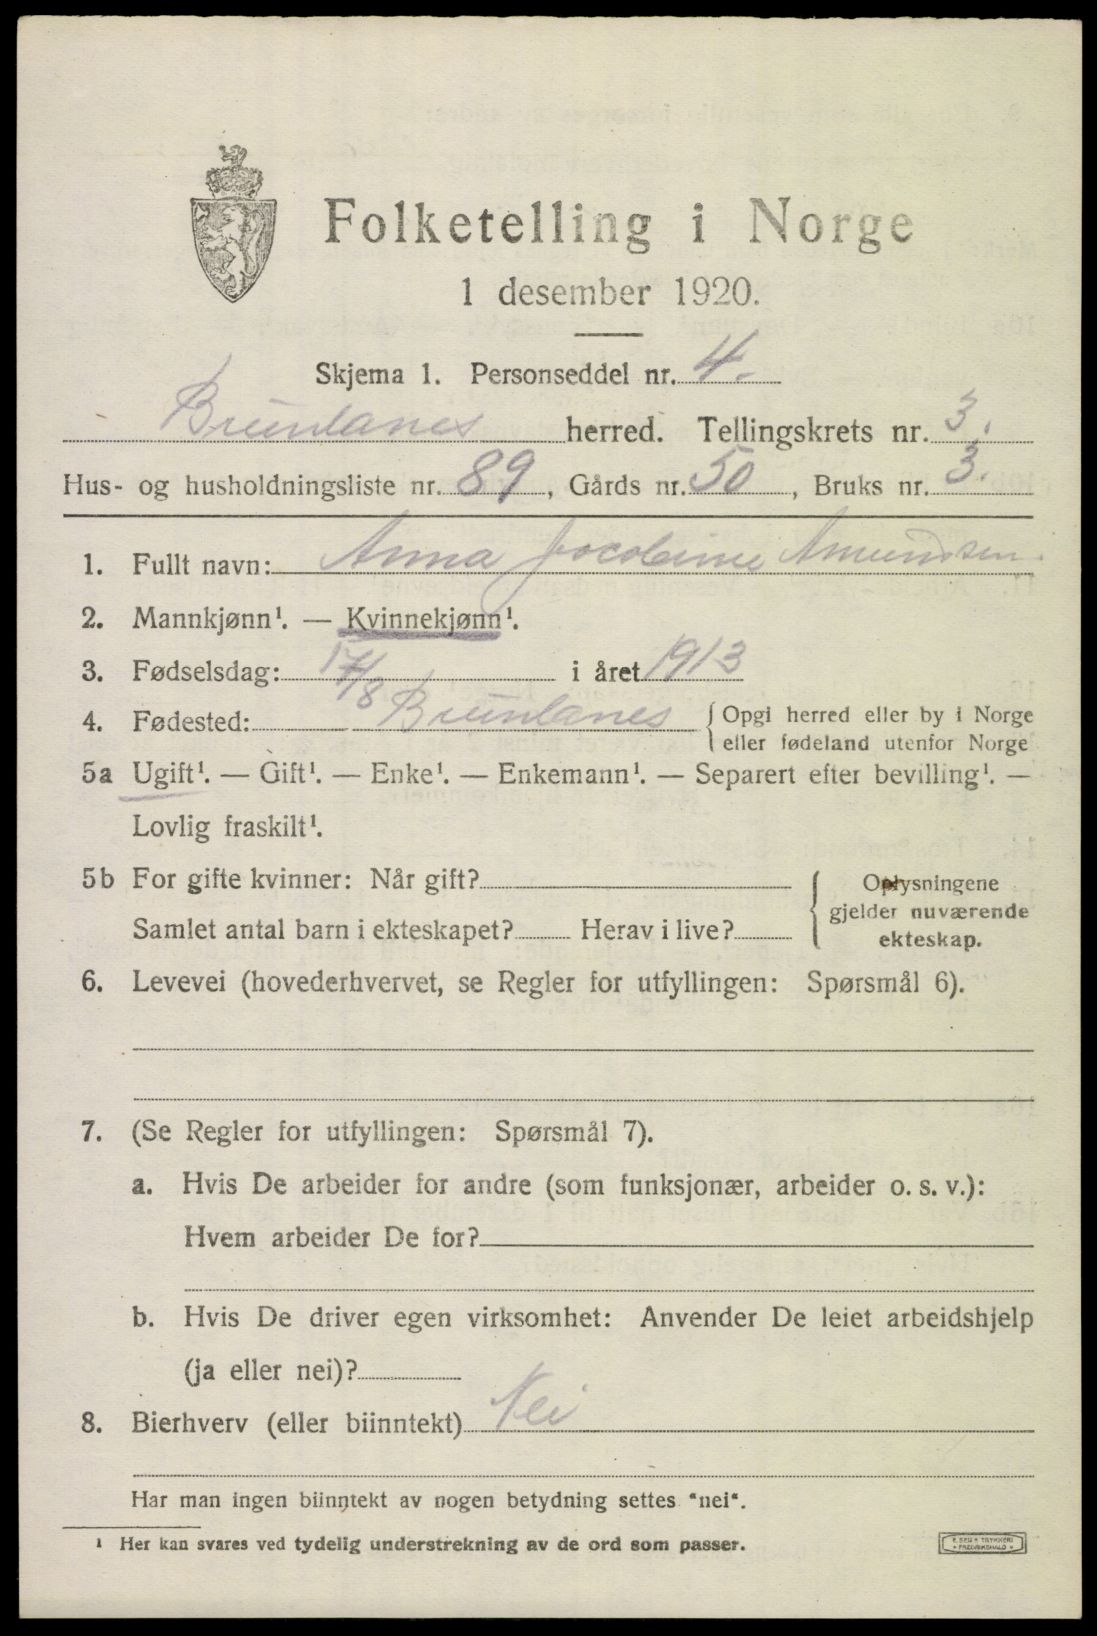 Folketelling i Norge
1 desember 1920.
Skjema 1. Personseddel nr. 4.
Brunlanes herred. Tellingskrets nr. 3.
Hus- og husholdningsliste nr. 89, Gårds nr. 50, Bruks nr. 3.
1. Fullt navn: Anna Jocobine Amundsen.
2. Mannkjønn¹. — Kvinnekjønn¹.
3. Fødselsdag: 17/8 i året 1913
4. Fødested: Brunlanes { Opgi herred eller by i Norge
eller fødeland utenfor Norge
5a Ugift¹. — Gift¹. — Enke¹. — Enkemann¹. — Separert efter bevilling¹. —
Lovlig fraskilt¹.
5b For gifte kvinner: Når gift? { Oplysningene
gjelder nuværende
Samlet antal barn i ekteskapet? Herav i live? ekteskap.
6. Levevei (hovederhvervet, se Regler for utfyllingen: Spørsmål 6).
7. (Se Regler for utfyllingen: Spørsmål 7).
a. Hvis De arbeider for andre (som funksjonær, arbeider o. s. v.):
Hvem arbeider De for?
b. Hvis De driver egen virksomhet: Anvender De leiet arbeidshjelp
(ja eller nei)?
8. Bierhverv (eller biinntekt) Nei
Har man ingen biinntekt av nogen betydning settes "nei".
¹ Her kan svares ved tydelig understrekning av de ord som passer.